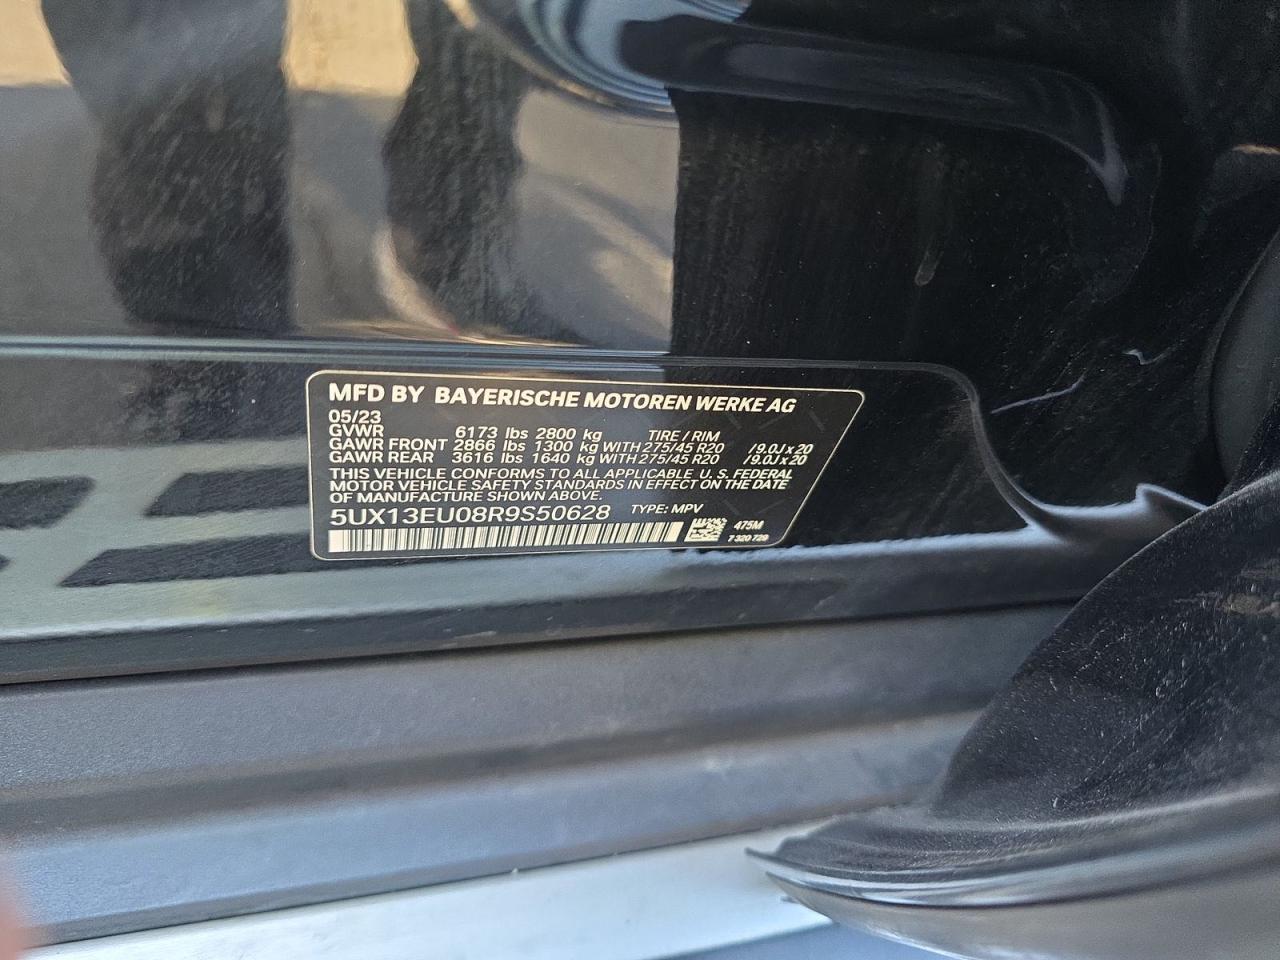 MFD BY BAYERISCHE MOTOREN WERKE AG
05/23
GVWR 6173 lbs 2800 kg TIRE / RIM
GAWR FRONT 2866 lbs 1300 kg WITH 275/45 R20 /9.0J x 20
GAWR REAR 3616 lbs 1640 kg WITH 275/45 R20 /9.0J x 20
THIS VEHICLE CONFORMS TO ALL APPLICABLE U.S. FEDERAL
MOTOR VEHICLE SAFETY STANDARDS IN EFFECT ON THE DATE
OF MANUFACTURE SHOWN ABOVE.
5UX13EU08R9S50628 TYPE: MPV
475M
7 320 729